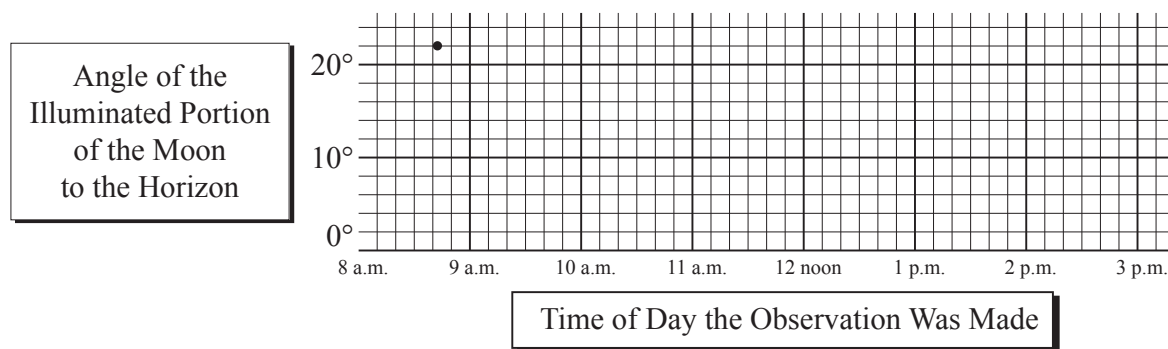 Angle of the
Illuminated Portion
of the Moon
to the Horizon
20°
10°
0°
8 a.m. 9 a.m. 10 a.m. 11 a.m. 12 noon 1 p.m. 2 p.m. 3 p.m.
Time of Day the Observation Was Made